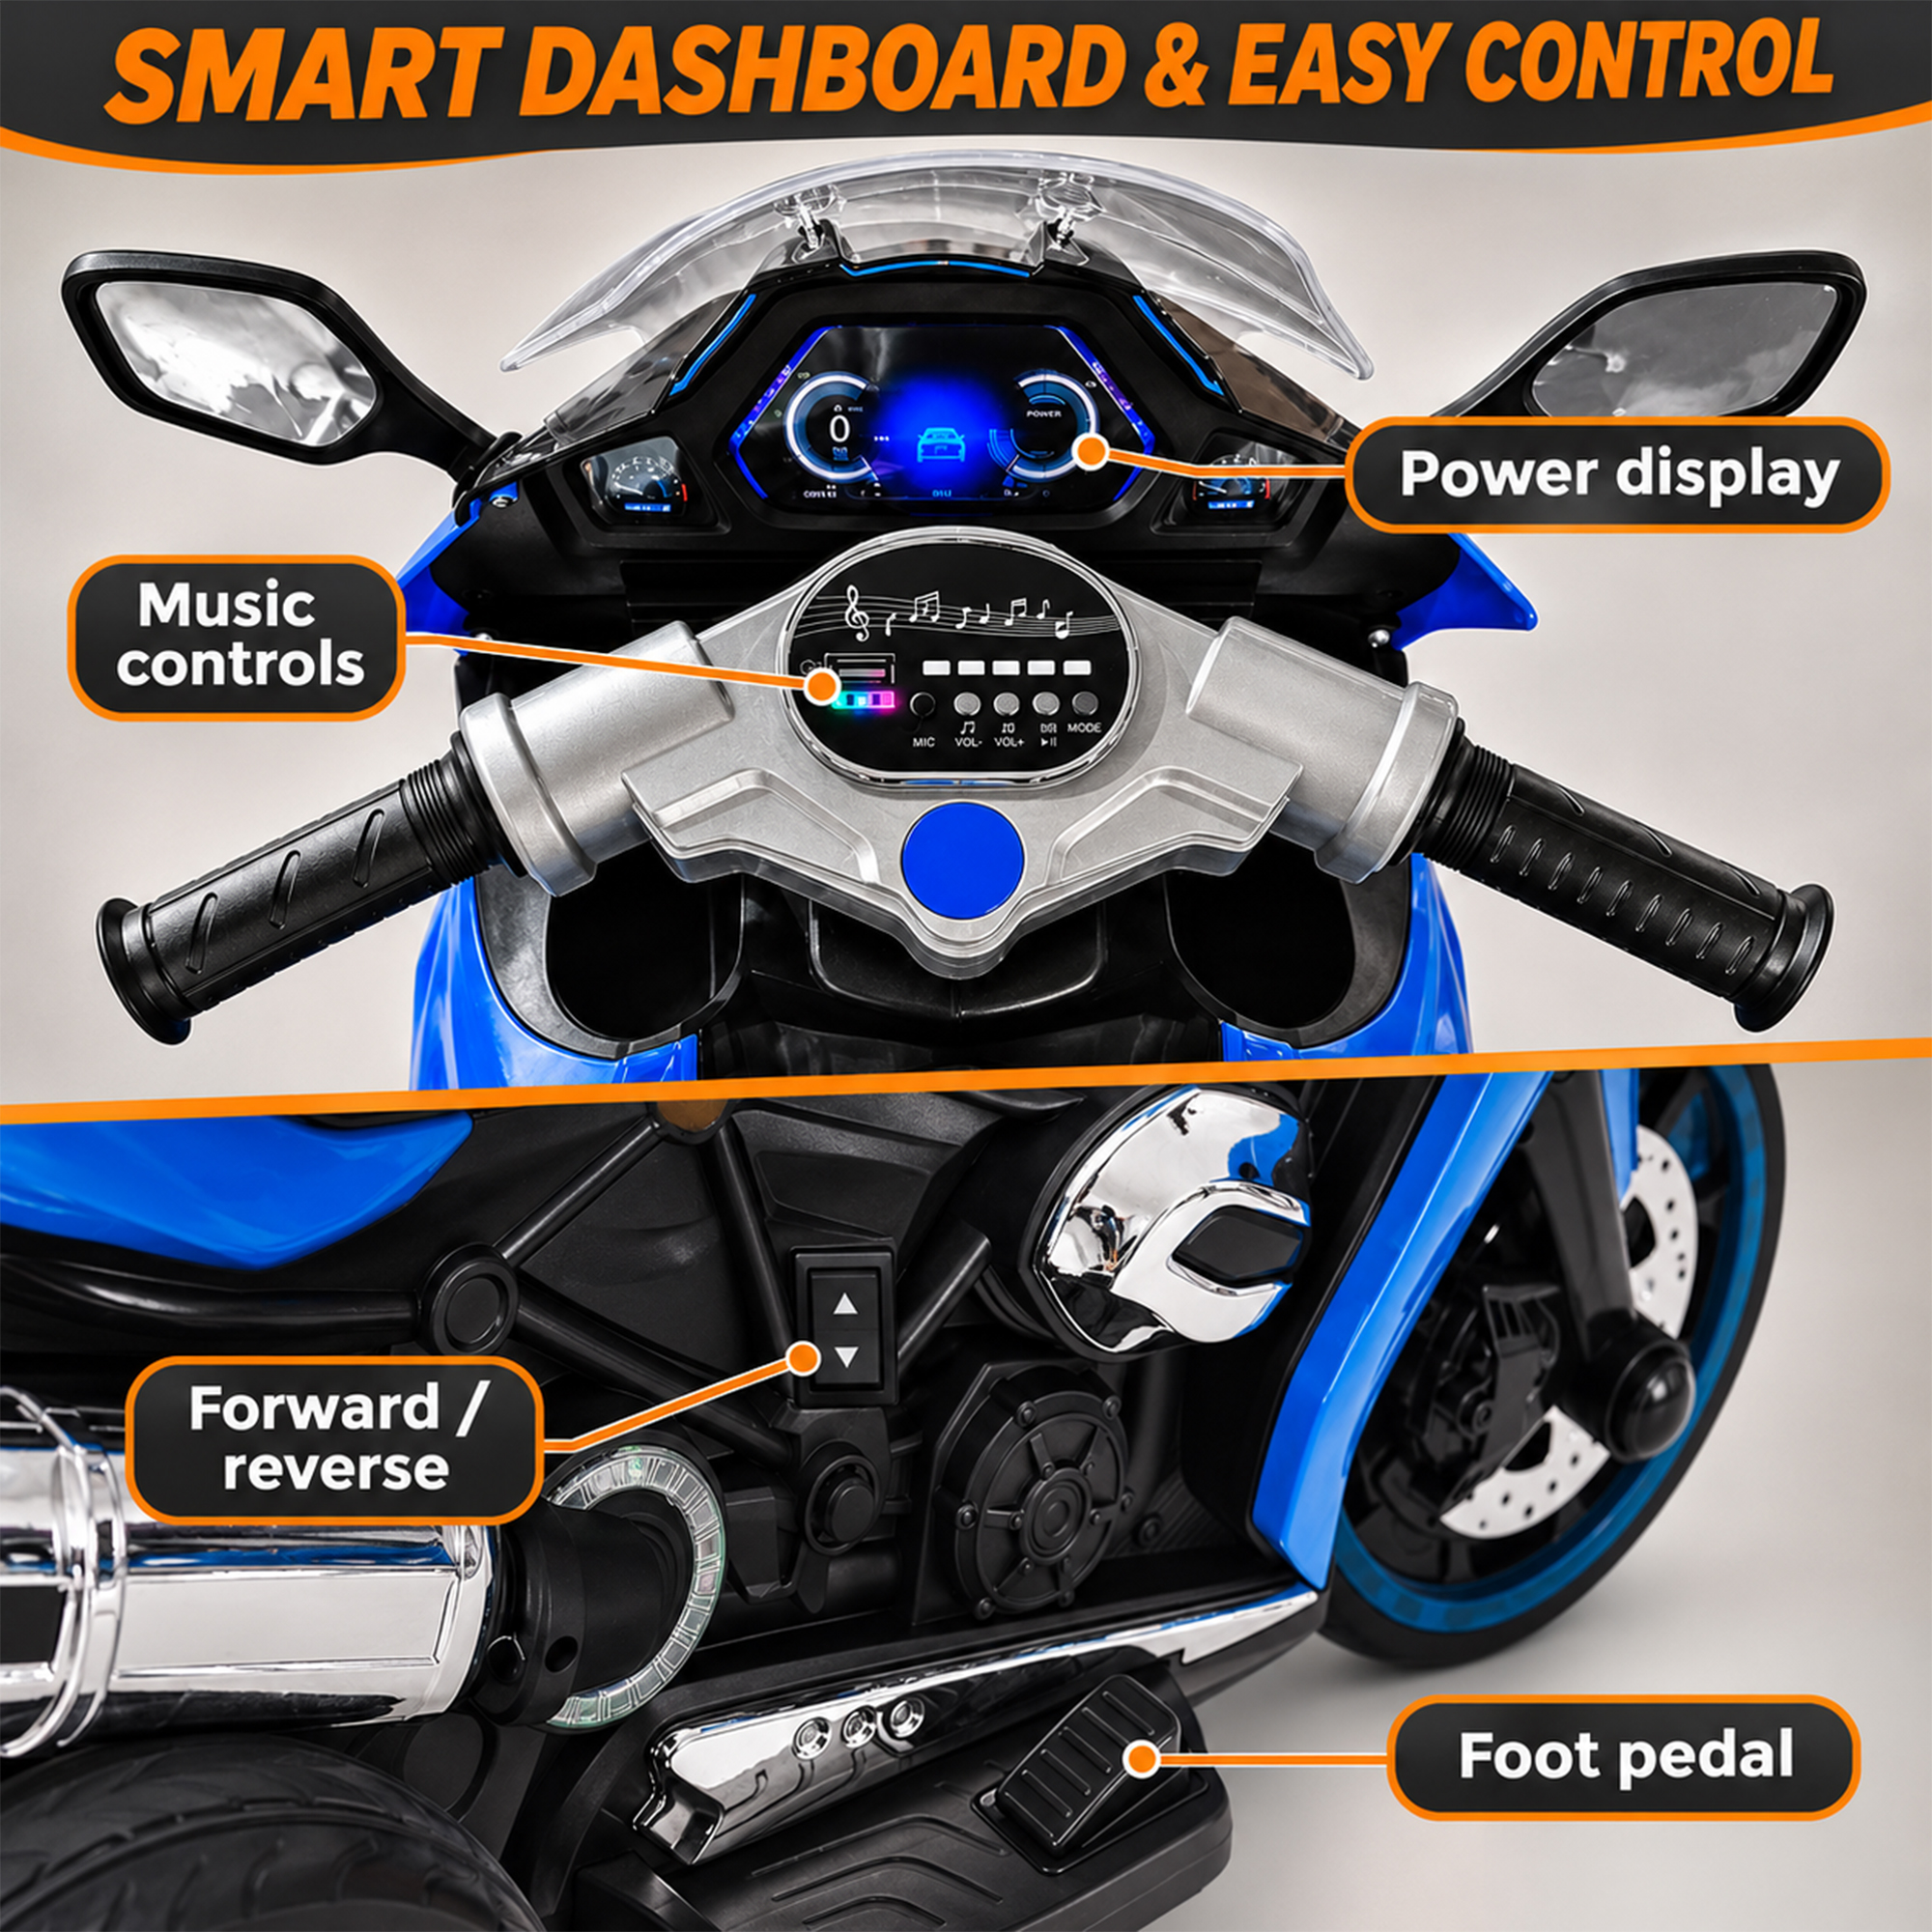 SMART DASHBOARD & EASY CONTROL
0
POWER
Power display
Music
controls
MIC
VOL-
VOL+
MODE
Forward /
reverse
Foot pedal